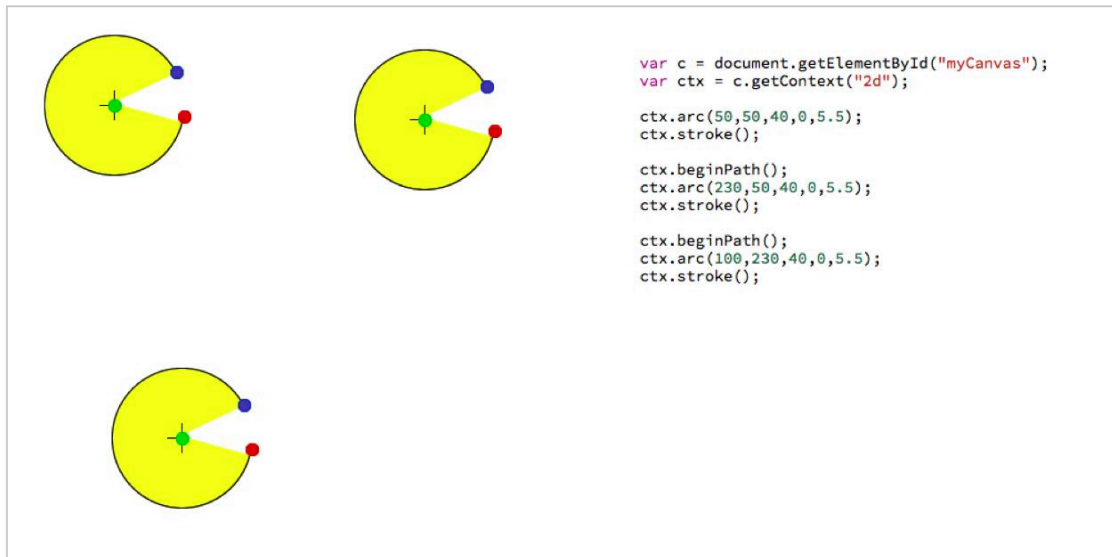 var c = document.getElementById("myCanvas");
var ctx = c.getContext("2d");
ctx.arc(50,50,40,0,5.5);
ctx.stroke();
ctx.beginPath();
ctx.arc(230,50,40,0,5.5);
ctx.stroke();
ctx.beginPath();
ctx.arc(100,230,40,0,5.5);
ctx.stroke();